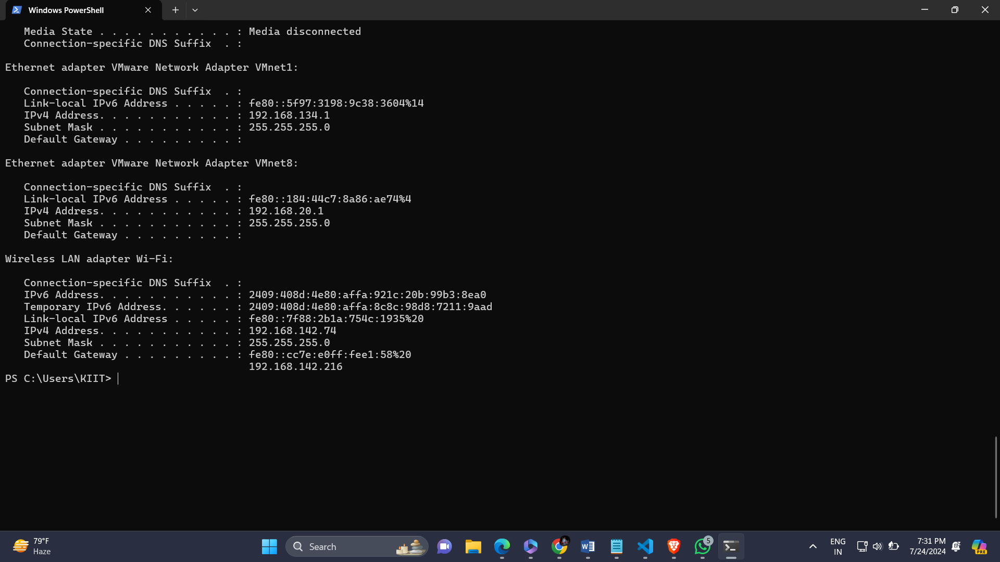 Windows PowerShell
Media State . . . . . . . . . . . : Media disconnected
Connection-specific DNS Suffix  . :
Ethernet adapter VMware Network Adapter VMnet1:
Connection-specific DNS Suffix  . :
Link-local IPv6 Address . . . . . : fe80::5f97:3198:9c38:3604%14
IPv4 Address. . . . . . . . . . . : 192.168.134.1
Subnet Mask . . . . . . . . . . . : 255.255.255.0
Default Gateway . . . . . . . . . :
Ethernet adapter VMware Network Adapter VMnet8:
Connection-specific DNS Suffix  . :
Link-local IPv6 Address . . . . . : fe80::184:44c7:8a86:ae74%4
IPv4 Address. . . . . . . . . . . : 192.168.20.1
Subnet Mask . . . . . . . . . . . : 255.255.255.0
Default Gateway . . . . . . . . . :
Wireless LAN adapter Wi-Fi:
Connection-specific DNS Suffix  . :
IPv6 Address. . . . . . . . . . . : 2409:408d:4e80:affa:921c:20b:99b3:8ea0
Temporary IPv6 Address. . . . . . : 2409:408d:4e80:affa:8c8c:98d8:7211:9aad
Link-local IPv6 Address . . . . . : fe80::7f88:2b1a:754c:1935%20
IPv4 Address. . . . . . . . . . . : 192.168.142.74
Subnet Mask . . . . . . . . . . . : 255.255.255.0
Default Gateway . . . . . . . . . : fe80::cc7e:e0ff:fee1:58%20
192.168.142.216
PS C:\Users\KIIT>
79°F
Haze
Search
W
5
ENG
IN
7:31 PM
7/24/2024
PRE